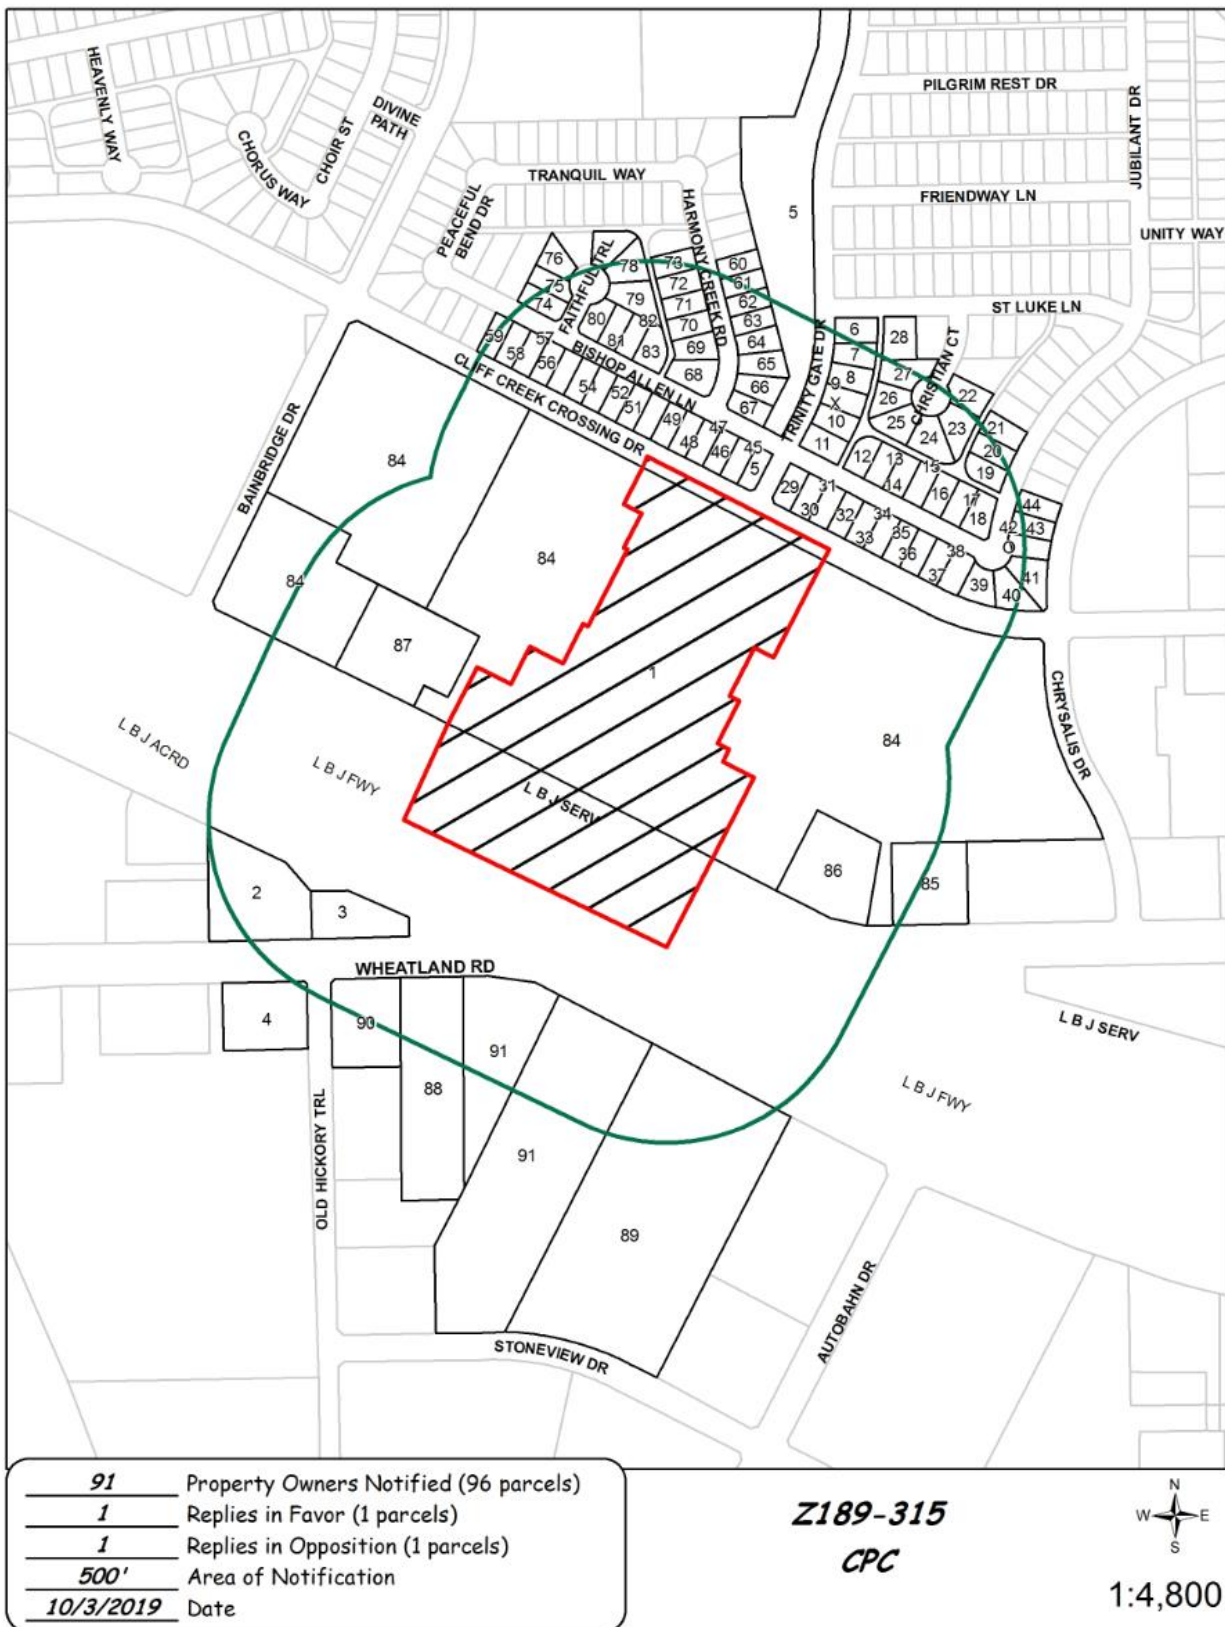 PILGRIM REST DR
HEAVENLY WAY
DIVINE
PATH
CHOIR ST
CHORUS WAY
JUBILANT DR
TRANQUIL WAY
FRIENDWAY LN
PEACEFUL
BEND DR
HARMONY CREEK RD
5
UNITY WAY
FAITHFUL TRL
76
75
74
78
79
80
81
82
83
73
72
71
70
69
68
60
61
62
63
64
65
66
67
ST LUKE LN
TRINITY GATE DR
6
7
8
9
X
10
11
28
27
26
25
24
23
22
21
20
19
CHRISTIAN CT
59
58
57
56
54
52
51
49
48
47
46
45
5
BISHOP ALLEN LN
CLIFF CREEK CROSSING DR
12
13
14
15
16
17
18
29
30
31
32
33
34
35
36
37
38
39
40
41
42
O
43
44
BAINBRIDGE DR
84
84
84
87
1
84
CHRYSALIS DR
L B J ACRD
L B J FWY
L B J SERV
86
85
2
3
WHEATLAND RD
4
90
88
91
91
89
L B J SERV
L B J FWY
OLD HICKORY TRL
AUTOBAHN DR
STONEVIEW DR
91 Property Owners Notified (96 parcels)
1 Replies in Favor (1 parcels)
1 Replies in Opposition (1 parcels)
500' Area of Notification
10/3/2019 Date
Z189-315
CPC
N
W E
S
1:4,800